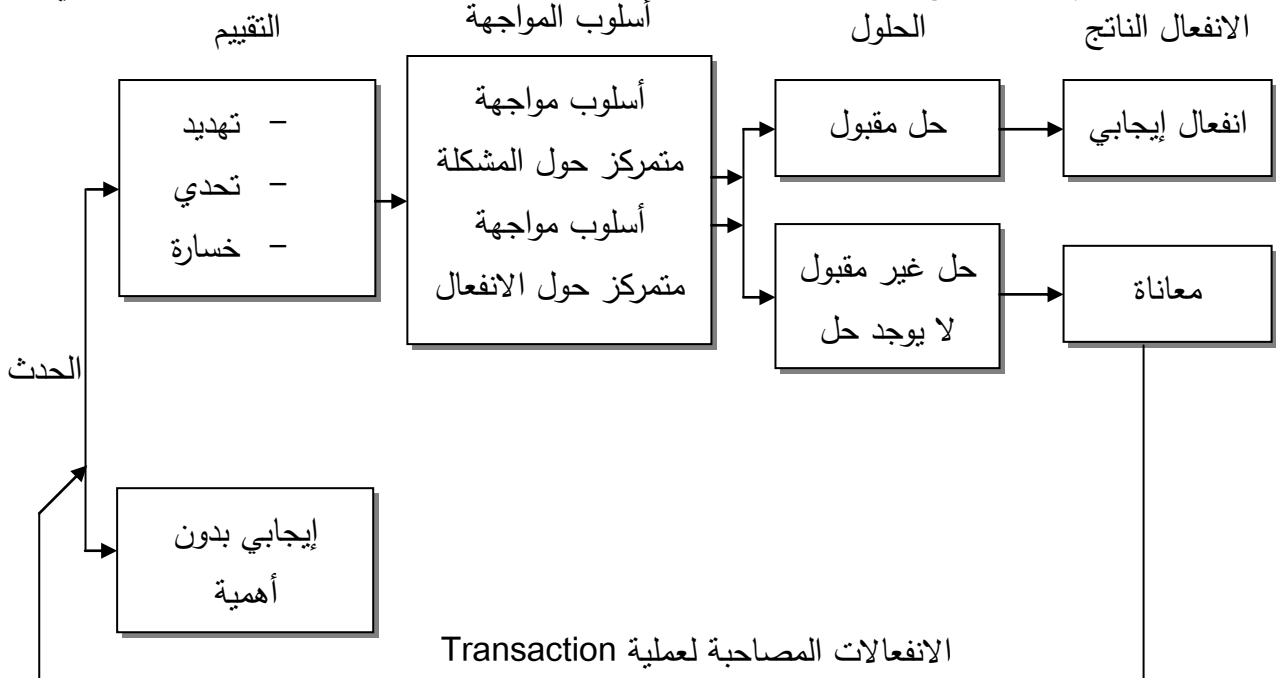 التقييم
أسلوب المواجهة
الحلول
الانفعال الناتج
- تهديد
- تحدي
- خسارة
أسلوب مواجهة
متمركز حول المشكلة
أسلوب مواجهة
متمركز حول الانفعال
حل مقبول
انفعال إيجابي
حل غير مقبول
لا يوجد حل
معاناة
الحدث
إيجابي بدون
أهمية
الانفعالات المصاحبة لعملية Transaction